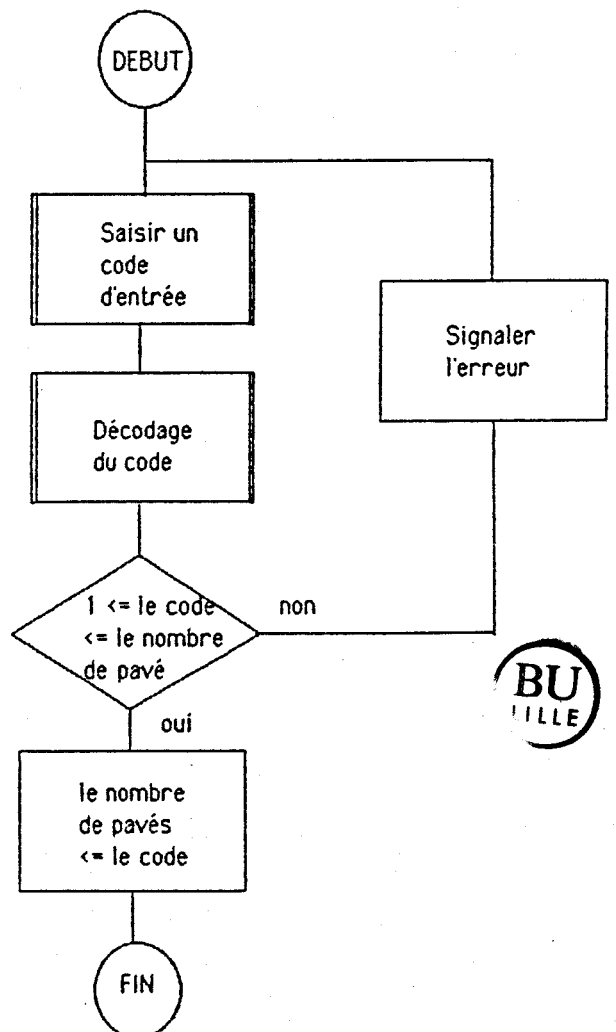 DEBUT
Saisir un
code
d'entrée
Signaler
l'erreur
Décodage
du code
1 <= le code
<= le nombre
de pavé
non
BU
LILLE
oui
le nombre
de pavés
<= le code
FIN